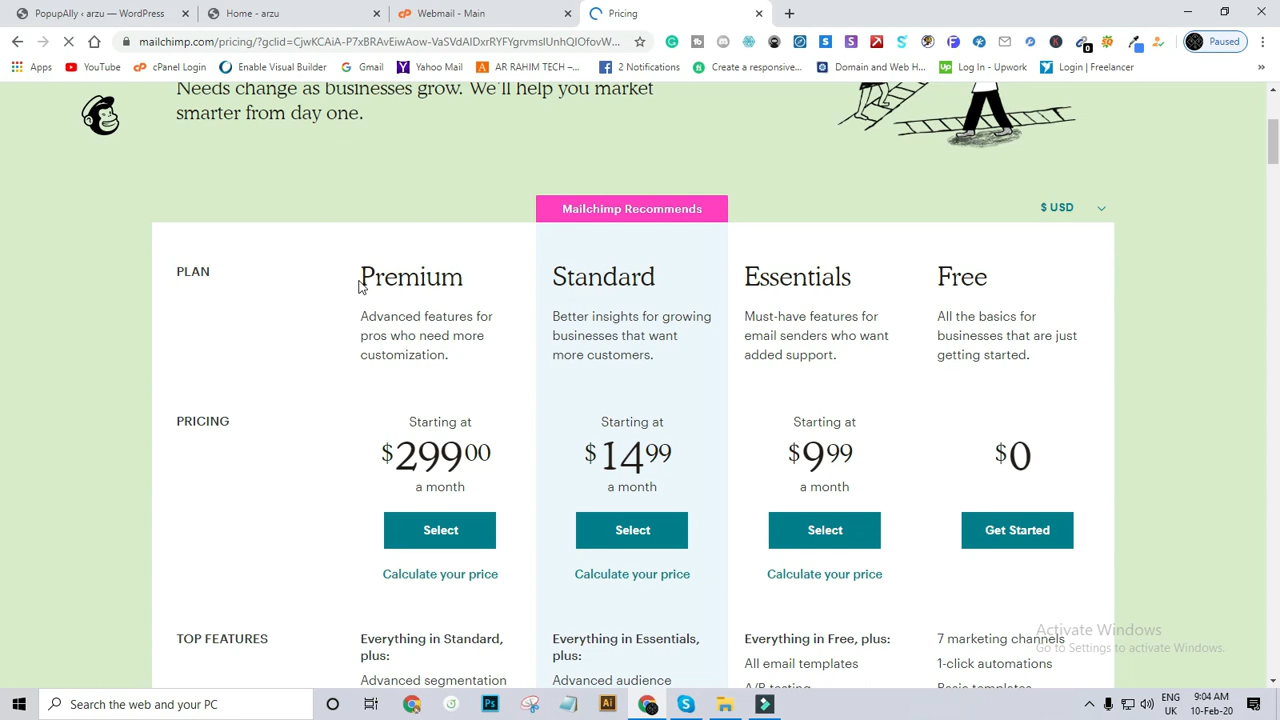 PopupAlly ‹ arzu — WordPress
Home - arzu
Webmail - Main
Pricing
mailchimp.com/pricing/?gclid=CjwKCAiA-P7xBRAvEiwAow-VaSVdAIDxTVFYgrvmsIUnhQIOfovW...
Paused
Apps
YouTube
cPanel Login
Enable Visual Builder
Gmail
Yahoo Mail
AR RAHIM TECH –...
2 Notifications
Create a responsive...
Domain and Web H...
Log In - Upwork
Login | Freelancer
»
Needs change as businesses grow. We'll help you market
smarter from day one.
Mailchimp Recommends
$ USD
PLAN
Premium
Standard
Essentials
Free
Advanced features for
pros who need more
customization.
Better insights for growing
businesses that want
more customers.
Must-have features for
email senders who want
added support.
All the basics for
businesses that are just
getting started.
PRICING
Starting at
$299 00
a month
Starting at
$14 99
a month
Starting at
$9 99
a month
$0
Select
Select
Select
Get Started
Calculate your price
Calculate your price
Calculate your price
TOP FEATURES
Everything in Standard,
plus:
Advanced segmentation
Everything in Essentials,
plus:
Advanced audience
Everything in Free, plus:
All email templates
A/B testing
7 marketing channels
1-click automations
Basic templates
Activate Windows
Go to Settings to activate Windows.
Search the web and your PC
Ps
Ai
ENG
UK
9:04 AM
10-Feb-20